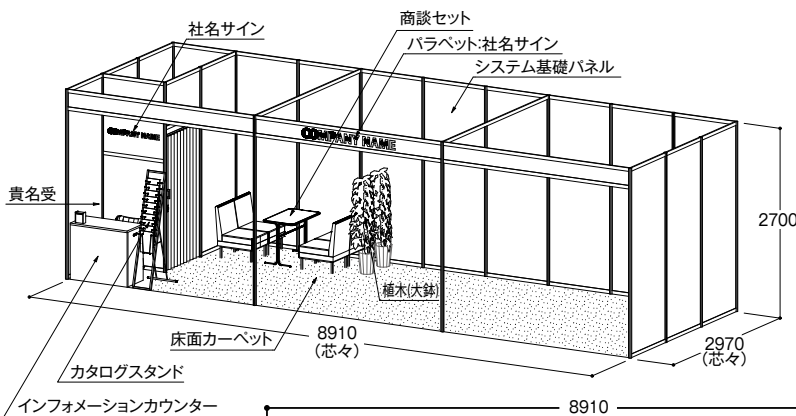 社名サイン
商談セット
パラペット:社名サイン
システム基礎パネル
COMPANY NAME
COMPANY NAME
貴名受
2700
植木(大鉢)
床面カーペット
8910
(芯々)
2970
(芯々)
カタログスタンド
インフォメーションカウンター
8910